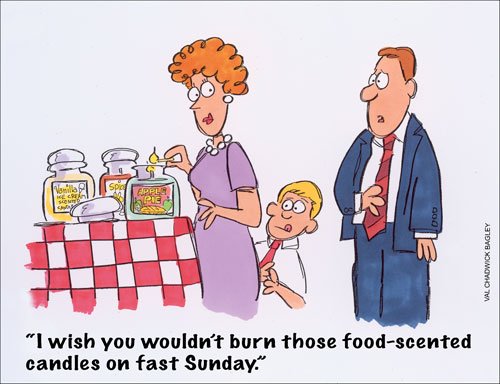 Vanilla
ICE CREAM
SCENTED
CANDLE
Spice
APPLE
PIE
VAL CHADWICK BAGLEY
“I wish you wouldn’t burn those food-scented
candles on fast Sunday.”